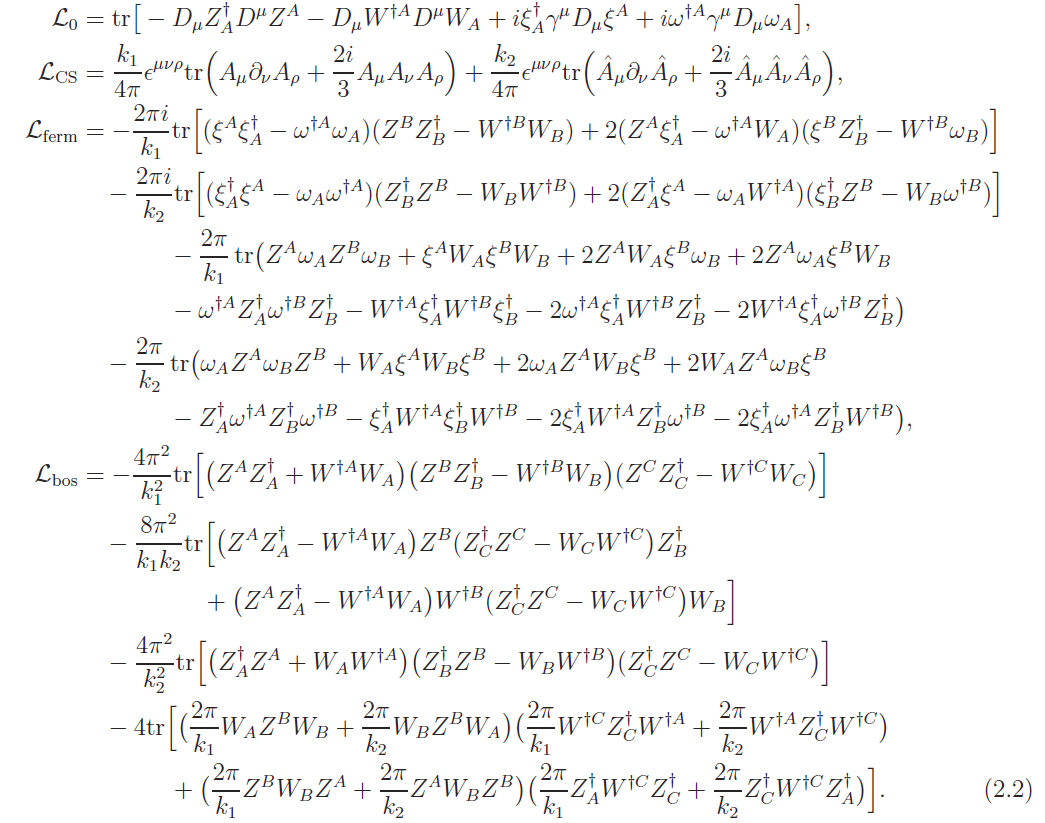 \mathcal{L}_0 = \mathrm{tr}\big[ - D_\mu Z_A^\dagger D^\mu Z^A - D_\mu W^{\dagger A} D^\mu W_A + i\xi_A^\dagger \gamma^\mu D_\mu \xi^A + i\omega^{\dagger A} \gamma^\mu D_\mu \omega_A \big],
\mathcal{L}_{\mathrm{CS}} = \frac{k_1}{4\pi} \epsilon^{\mu\nu\rho} \mathrm{tr}\Big( A_\mu \partial_\nu A_\rho + \frac{2i}{3} A_\mu A_\nu A_\rho \Big) + \frac{k_2}{4\pi} \epsilon^{\mu\nu\rho} \mathrm{tr}\Big( \hat{A}_\mu \partial_\nu \hat{A}_\rho + \frac{2i}{3} \hat{A}_\mu \hat{A}_\nu \hat{A}_\rho \Big),
\mathcal{L}_{\mathrm{ferm}} = -\frac{2\pi i}{k_1} \mathrm{tr}\Big[ (\xi^A \xi_A^\dagger - \omega^{\dagger A} \omega_A)(Z^B Z_B^\dagger - W^{\dagger B} W_B) + 2(Z^A \xi_A^\dagger - \omega^{\dagger A} W_A)(\xi^B Z_B^\dagger - W^{\dagger B} \omega_B) \Big]
- \frac{2\pi i}{k_2} \mathrm{tr}\Big[ (\xi_A^\dagger \xi^A - \omega_A \omega^{\dagger A})(Z_B^\dagger Z^B - W_B W^{\dagger B}) + 2(Z_A^\dagger \xi^A - \omega_A W^{\dagger A})(\xi_B^\dagger Z^B - W_B \omega^{\dagger B}) \Big]
- \frac{2\pi}{k_1} \mathrm{tr}\big( Z^A \omega_A Z^B \omega_B + \xi^A W_A \xi^B W_B + 2Z^A W_A \xi^B \omega_B + 2Z^A \omega_A \xi^B W_B
- \omega^{\dagger A} Z_A^\dagger \omega^{\dagger B} Z_B^\dagger - W^{\dagger A} \xi_A^\dagger W^{\dagger B} \xi_B^\dagger - 2\omega^{\dagger A} \xi_A^\dagger W^{\dagger B} Z_B^\dagger - 2W^{\dagger A} \xi_A^\dagger \omega^{\dagger B} Z_B^\dagger \big)
- \frac{2\pi}{k_2} \mathrm{tr}\big( \omega_A Z^A \omega_B Z^B + W_A \xi^A W_B \xi^B + 2\omega_A Z^A W_B \xi^B + 2W_A Z^A \omega_B \xi^B
- Z_A^\dagger \omega^{\dagger A} Z_B^\dagger \omega^{\dagger B} - \xi_A^\dagger W^{\dagger A} \xi_B^\dagger W^{\dagger B} - 2\xi_A^\dagger W^{\dagger A} Z_B^\dagger \omega^{\dagger B} - 2\xi_A^\dagger \omega^{\dagger A} Z_B^\dagger W^{\dagger B} \big),
\mathcal{L}_{\mathrm{bos}} = -\frac{4\pi^2}{k_1^2} \mathrm{tr}\Big[ \big( Z^A Z_A^\dagger + W^{\dagger A} W_A \big)\big( Z^B Z_B^\dagger - W^{\dagger B} W_B \big)\big( Z^C Z_C^\dagger - W^{\dagger C} W_C \big) \Big]
- \frac{8\pi^2}{k_1 k_2} \mathrm{tr}\Big[ \big( Z^A Z_A^\dagger - W^{\dagger A} W_A \big) Z^B \big( Z_C^\dagger Z^C - W_C W^{\dagger C} \big) Z_B^\dagger
+ \big( Z^A Z_A^\dagger - W^{\dagger A} W_A \big) W^{\dagger B} \big( Z_C^\dagger Z^C - W_C W^{\dagger C} \big) W_B \Big]
- \frac{4\pi^2}{k_2^2} \mathrm{tr}\Big[ \big( Z_A^\dagger Z^A + W_A W^{\dagger A} \big)\big( Z_B^\dagger Z^B - W_B W^{\dagger B} \big)\big( Z_C^\dagger Z^C - W_C W^{\dagger C} \big) \Big]
- 4\mathrm{tr}\Big[ \big( \frac{2\pi}{k_1} W_A Z^B W_B + \frac{2\pi}{k_2} W_B Z^B W_A \big)\big( \frac{2\pi}{k_1} W^{\dagger C} Z_C^\dagger W^{\dagger A} + \frac{2\pi}{k_2} W^{\dagger A} Z_C^\dagger W^{\dagger C} \big)
+ \big( \frac{2\pi}{k_1} Z^B W_B Z^A + \frac{2\pi}{k_2} Z^A W_B Z^B \big)\big( \frac{2\pi}{k_1} Z_A^\dagger W^{\dagger C} Z_C^\dagger + \frac{2\pi}{k_2} Z_C^\dagger W^{\dagger C} Z_A^\dagger \big) \Big]. (2.2)